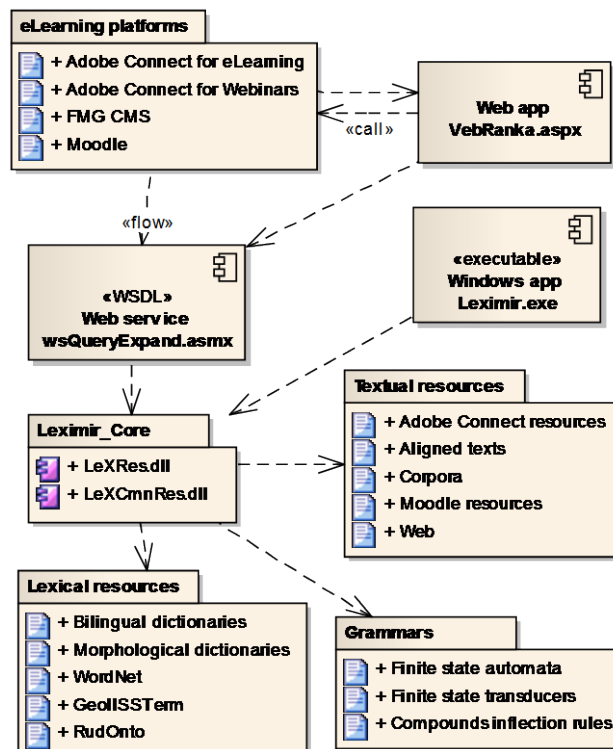 eLearning platforms
+ Adobe Connect for eLearning
+ Adobe Connect for Webinars
+ FMG CMS
+ Moodle
Web app
VebRanka.aspx
«call»
«flow»
«WSDL»
Web service
wsQueryExpand.asmx
«executable»
Windows app
Leximir.exe
Leximir_Core
+ LeXRes.dll
+ LeXCmnRes.dll
Textual resources
+ Adobe Connect resources
+ Aligned texts
+ Corpora
+ Moodle resources
+ Web
Lexical resources
+ Bilingual dictionaries
+ Morphological dictionaries
+ WordNet
+ GeolISSTerm
+ RudOnto
Grammars
+ Finite state automata
+ Finite state transducers
+ Compounds inflection rules